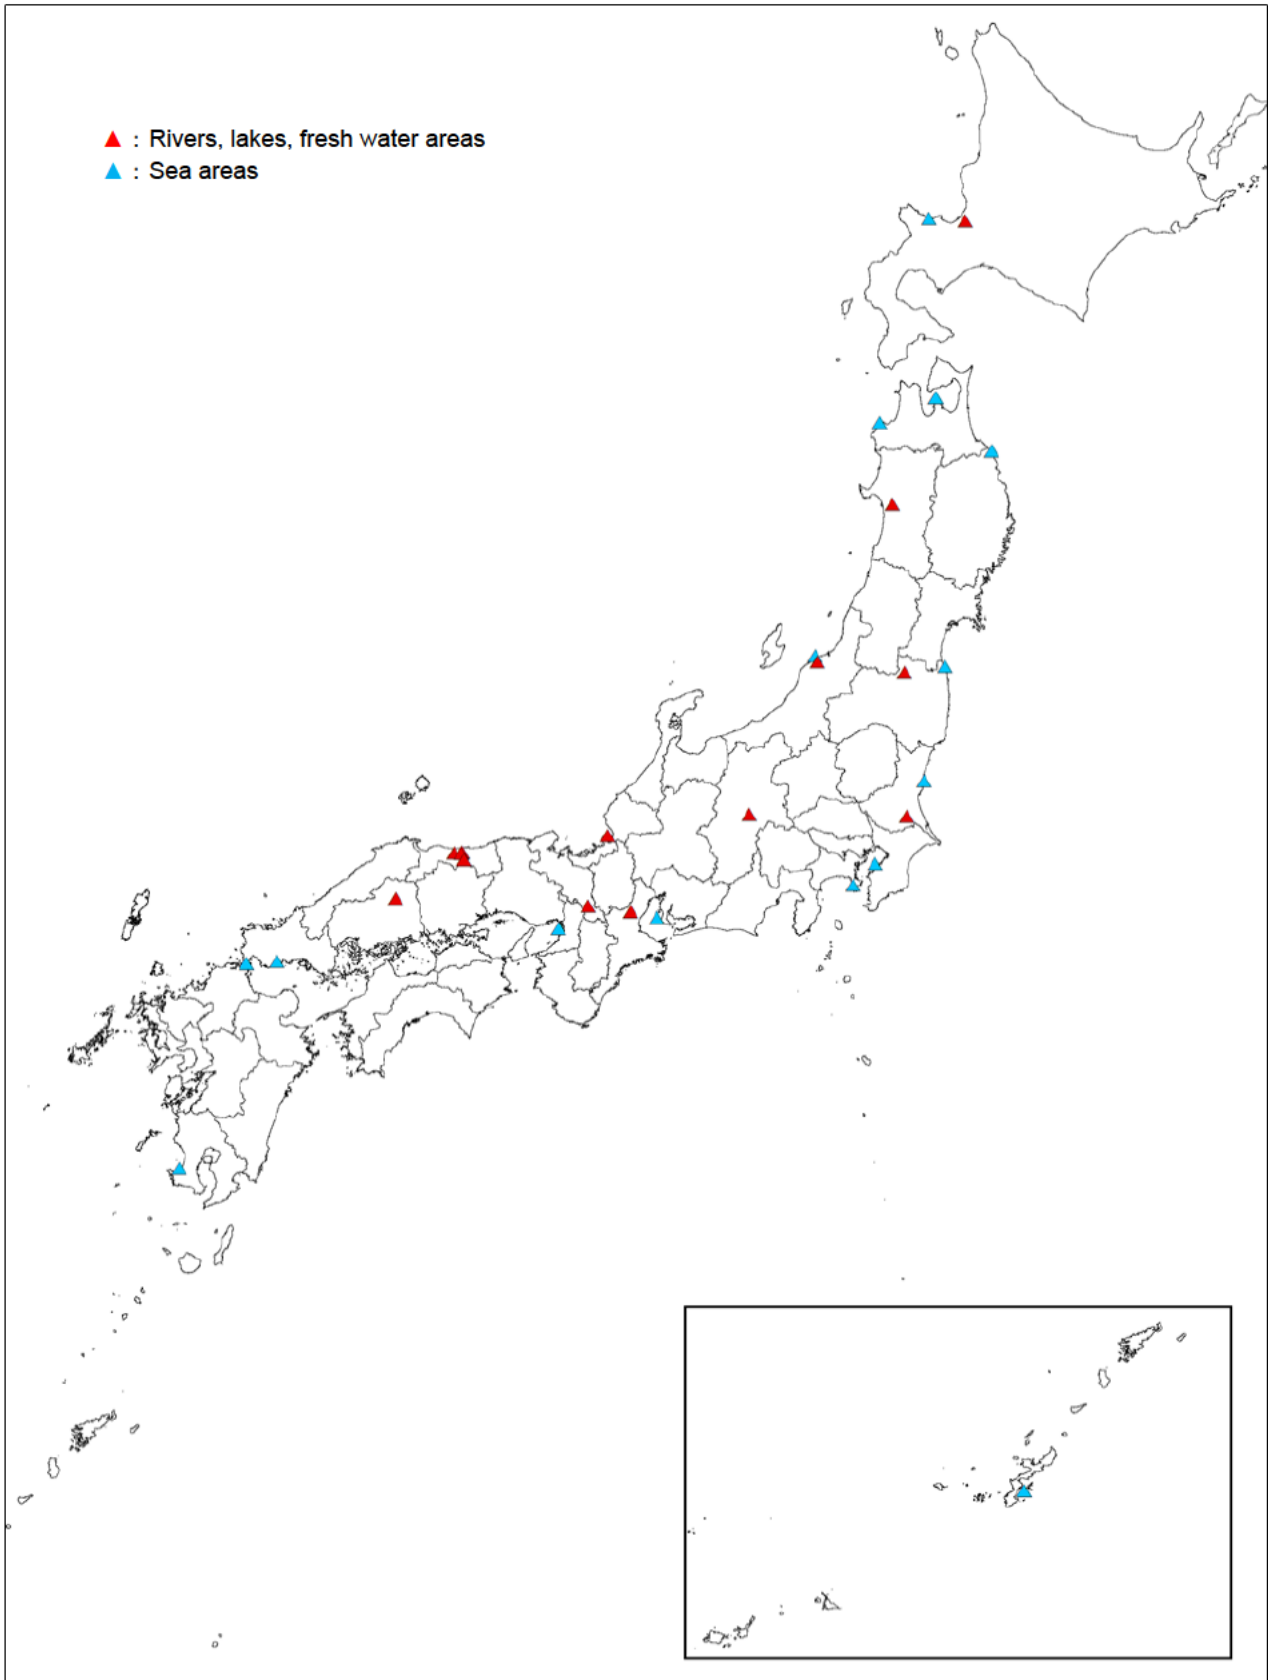 ▲ : Rivers, lakes, fresh water areas
▲ : Sea areas